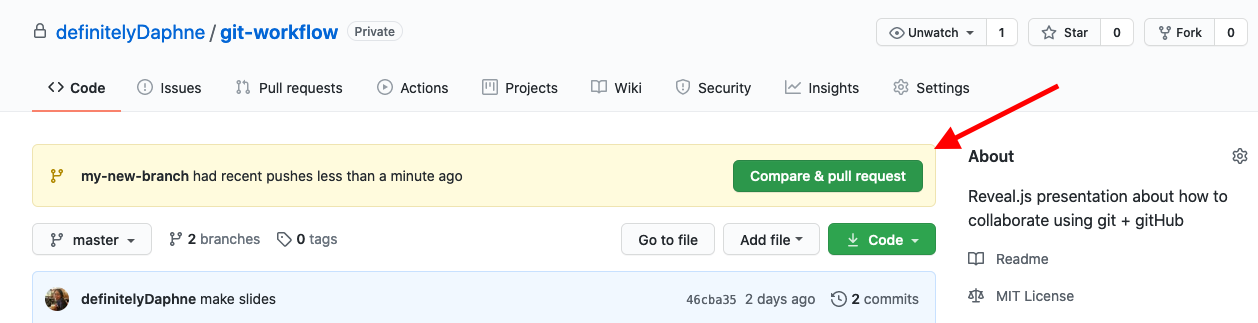 definitelyDaphne / git-workflow Private Unwatch 1 Star 0 Fork 0
Code Issues Pull requests Actions Projects Wiki Security Insights Settings
my-new-branch had recent pushes less than a minute ago Compare & pull request
master 2 branches 0 tags Go to file Add file Code
definitelyDaphne make slides 46cba35 2 days ago 2 commits
About
Reveal.js presentation about how to
collaborate using git + gitHub
Readme
MIT License